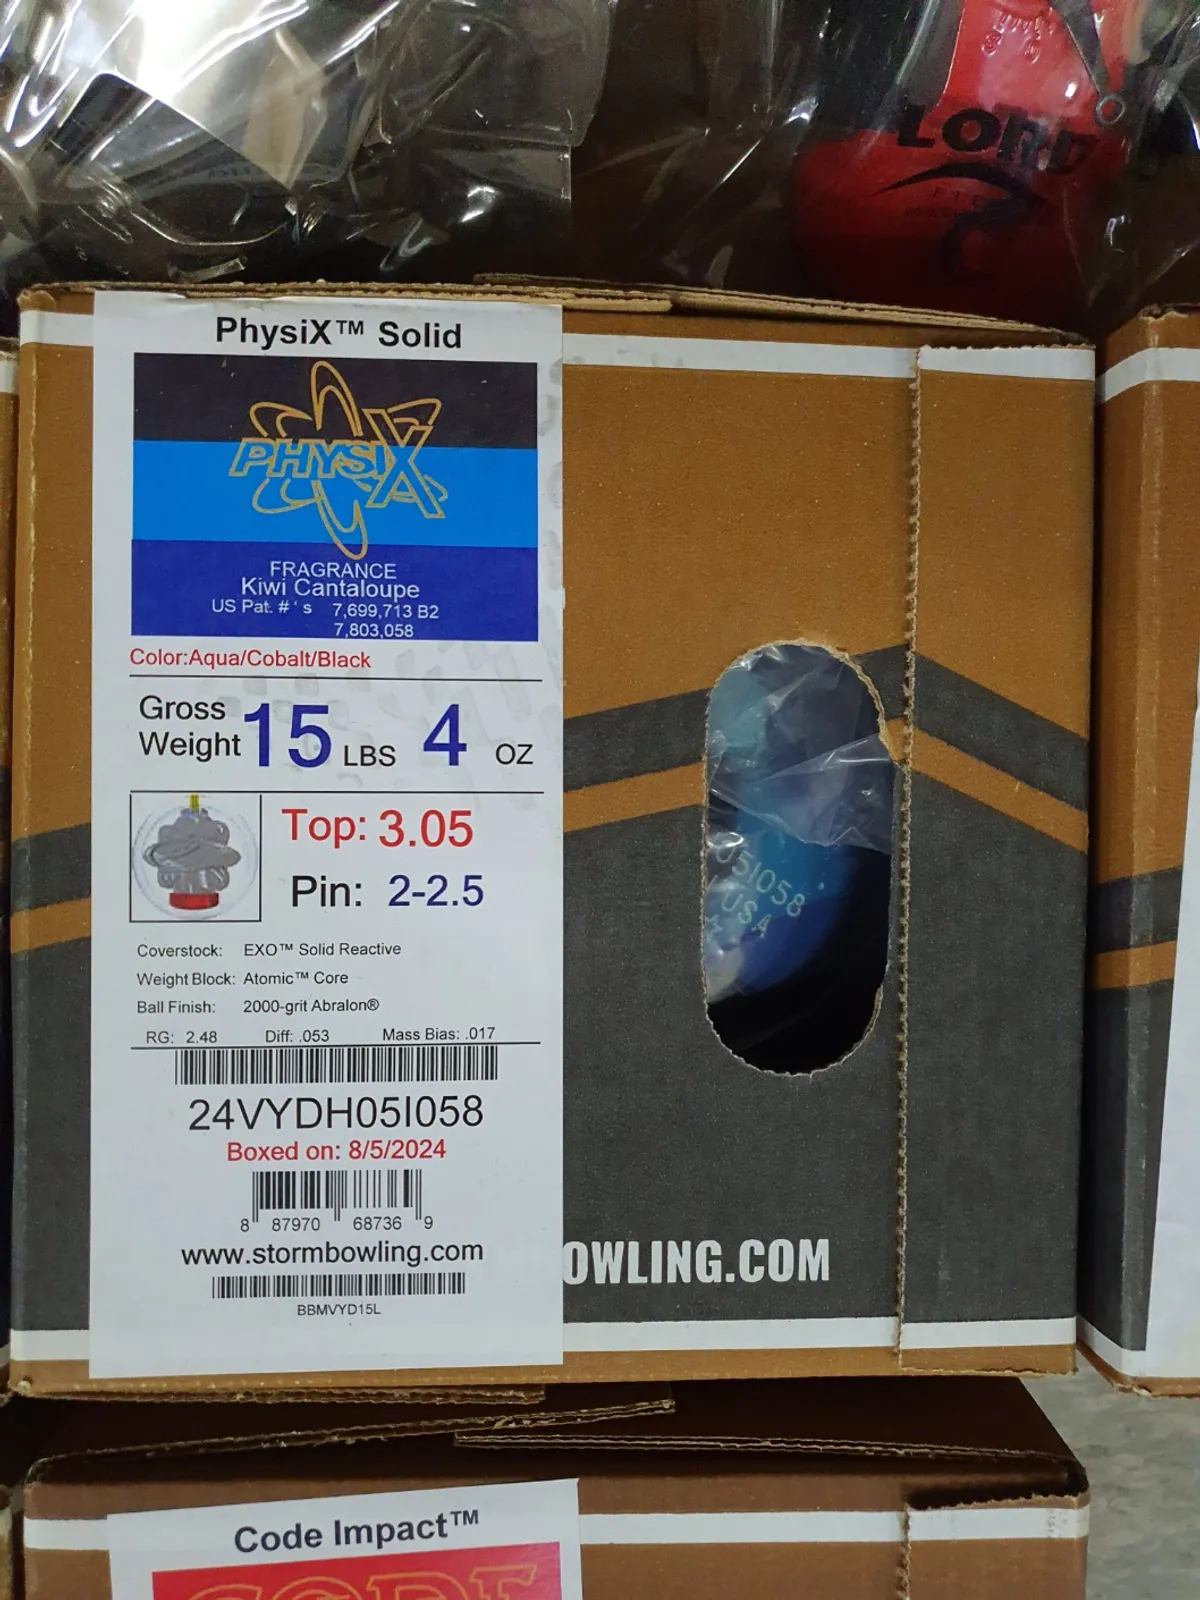 LORD
PhysiX™ Solid
PHYSIX
FRAGRANCE
Kiwi Cantaloupe
US Pat. # ' s 7,699,713 B2
7,803,058
Color:Aqua/Cobalt/Black
Gross Weight 15 LBS 4 OZ
Top: 3.05
Pin: 2-2.5
Coverstock: EXO™ Solid Reactive
Weight Block: Atomic™ Core
Ball Finish: 2000-grit Abralon®
RG: 2.48 Diff: .053 Mass Bias: .017
24VYDH05I058
Boxed on: 8/5/2024
8 87970 68736 9
www.stormbowling.com
BBMVYD15L
05I058
USA
OWLING.COM
Code Impact™
CODE